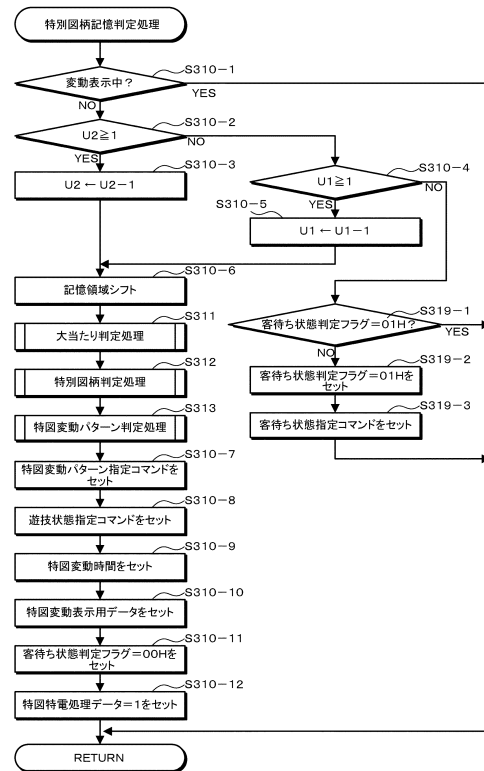 特別図柄記憶判定処理
S310-1
変動表示中?
YES
NO
S310-2
U2≧1
NO
YES
S310-3
U2 ← U2-1
S310-4
U1≧1
NO
YES
S310-5
U1 ← U1-1
S310-6
記憶領域シフト
S311
大当たり判定処理
S312
特別図柄判定処理
S313
特図変動パターン判定処理
S310-7
特図変動パターン指定コマンドを
セット
S310-8
遊技状態指定コマンドをセット
S310-9
特図変動時間をセット
S310-10
特図変動表示用データをセット
S310-11
客待ち状態判定フラグ=00Hを
セット
S310-12
特図特電処理データ=1をセット
RETURN
S319-1
客待ち状態判定フラグ=01H?
YES
NO
S319-2
客待ち状態判定フラグ=01Hを
セット
S319-3
客待ち状態指定コマンドをセット